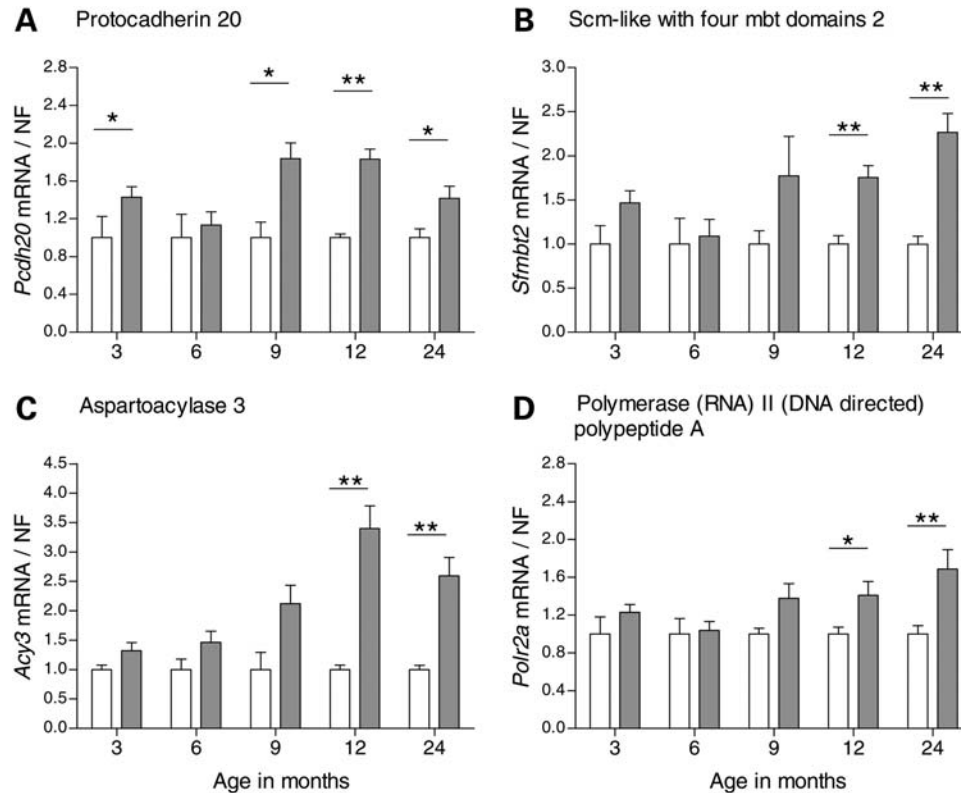 A Protocadherin 20
Pcdh20 mRNA / NF
2.8
2.4
2.0
1.6
1.2
0.8
0.4
0.0
*
*
**
*
3 6 9 12 24
B Scm-like with four mbt domains 2
Sfmbt2 mRNA / NF
3.0
2.5
2.0
1.5
1.0
0.5
0.0
**
**
3 6 9 12 24
C Aspartoacylase 3
Acy3 mRNA / NF
4.5
4.0
3.5
3.0
2.5
2.0
1.5
1.0
0.5
0.0
**
**
3 6 9 12 24
Age in months
D Polymerase (RNA) II (DNA directed)
polypeptide A
Polr2a mRNA / NF
2.8
2.4
2.0
1.6
1.2
0.8
0.4
0.0
*
**
3 6 9 12 24
Age in months